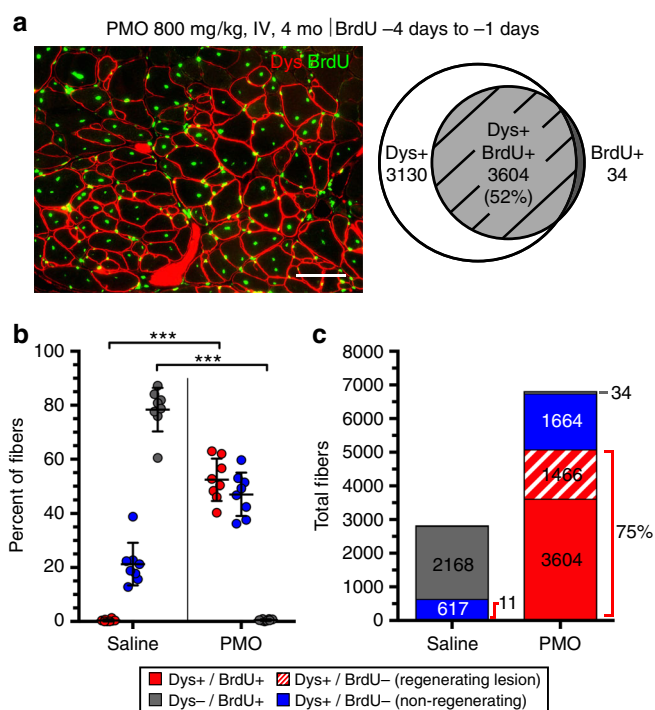 a
PMO 800 mg/kg, IV, 4 mo | BrdU –4 days to –1 days
Dys BrdU
Dys+
3130
Dys+
BrdU+
3604
(52%)
BrdU+
34
b
***
***
Percent of fibers
100
80
60
40
20
0
Saline
PMO
c
Total fibers
8000
7000
6000
5000
4000
3000
2000
1000
0
2168
617
11
34
1664
1466
3604
75%
Saline
PMO
Dys+ / BrdU+
Dys+ / BrdU– (regenerating lesion)
Dys– / BrdU+
Dys+ / BrdU– (non-regenerating)